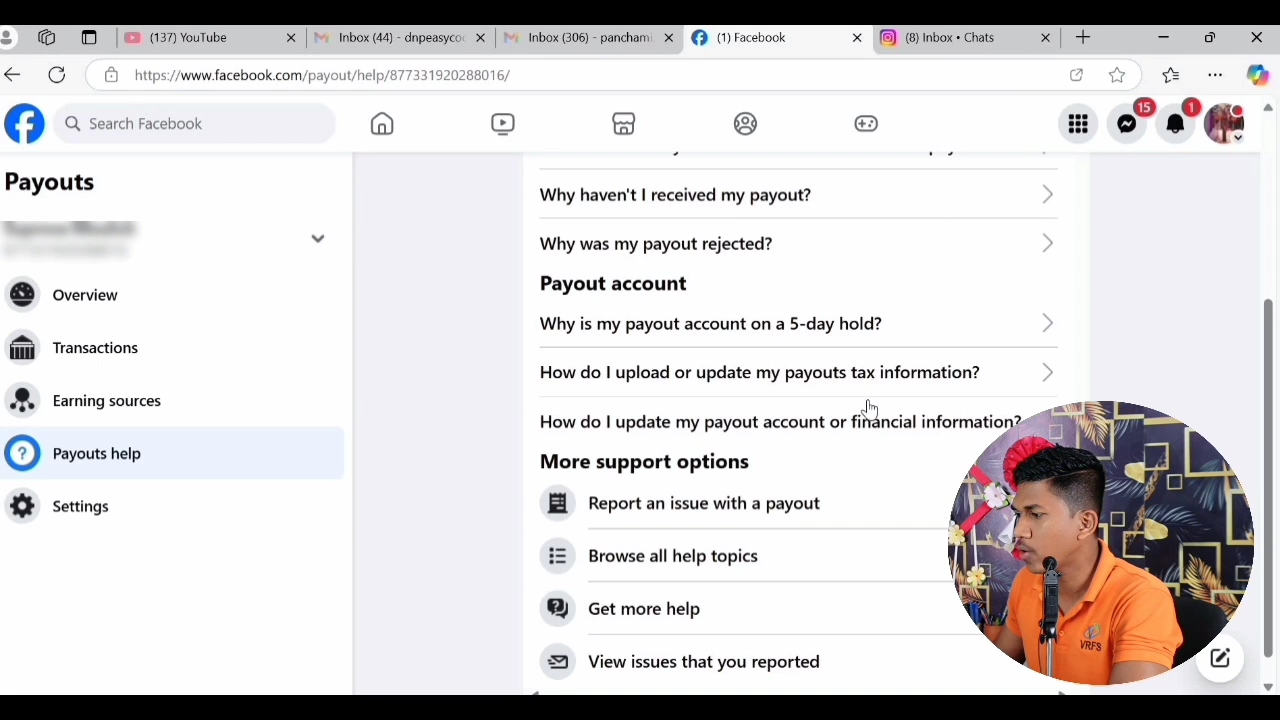 (137) YouTube
Inbox (44) - dnpeasycoc
Inbox (306) - panchami.
(1) Facebook
(8) Inbox • Chats
https://www.facebook.com/payout/help/877331920288016/
Search Facebook
15
1
Payouts
Overview
Transactions
Earning sources
Payouts help
Settings
Why haven't I received my payout?
Why was my payout rejected?
Payout account
Why is my payout account on a 5-day hold?
How do I upload or update my payouts tax information?
How do I update my payout account or financial information?
More support options
Report an issue with a payout
Browse all help topics
Get more help
View issues that you reported
VRFS